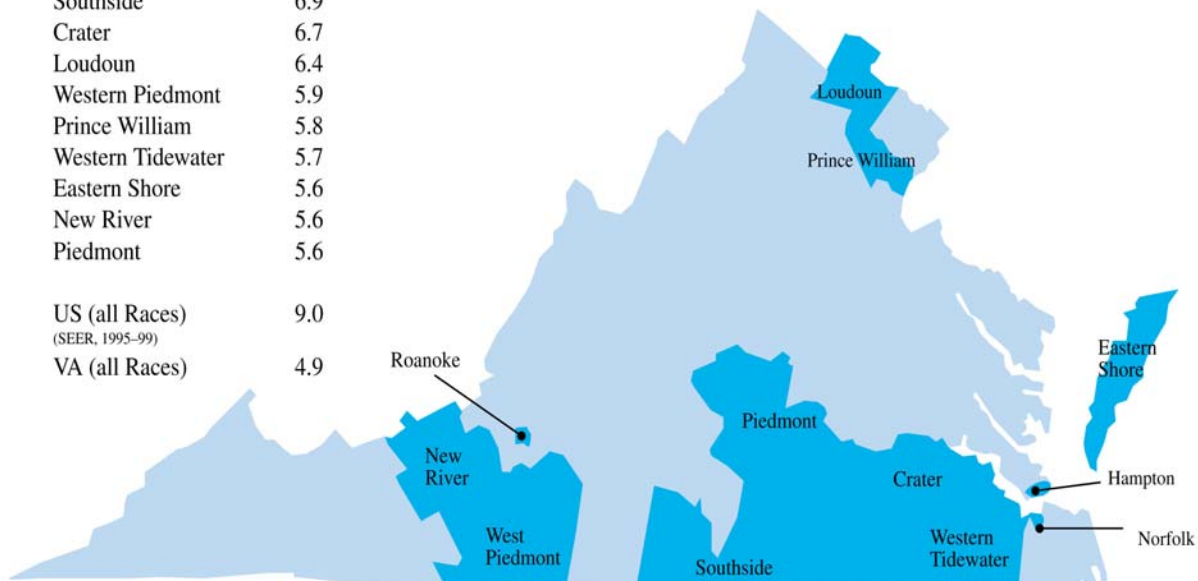 Southside 6.9
Crater 6.7
Loudoun 6.4
Western Piedmont 5.9
Prince William 5.8
Western Tidewater 5.7
Eastern Shore 5.6
New River 5.6
Piedmont 5.6
US (all Races) 9.0
(SEER, 1995–99)
VA (all Races) 4.9
Loudoun
Prince William
Eastern
Shore
Roanoke
Piedmont
New
River
Crater
Hampton
West
Piedmont
Western
Tidewater
Norfolk
Southside